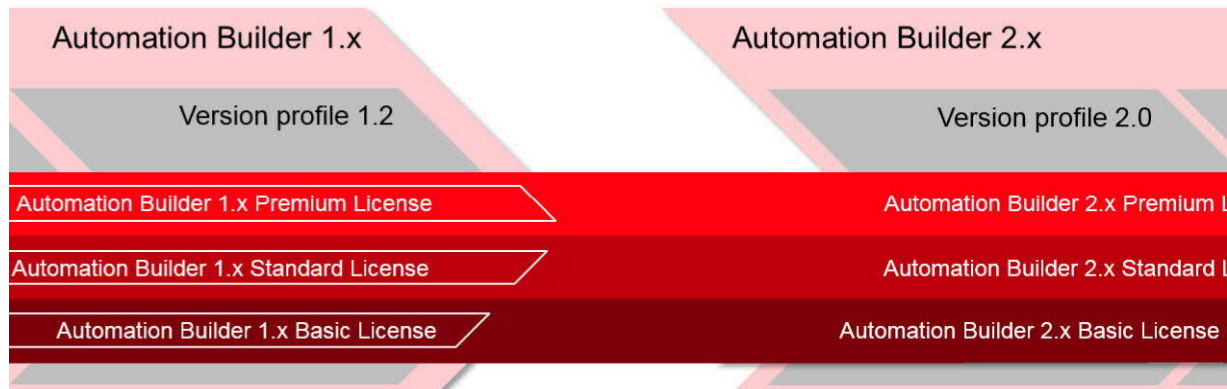 Automation Builder 1.x
Automation Builder 2.x
Version profile 1.2
Version profile 2.0
Automation Builder 1.x Premium License
Automation Builder 2.x Premium
Automation Builder 1.x Standard License
Automation Builder 2.x Standard
Automation Builder 1.x Basic License
Automation Builder 2.x Basic License